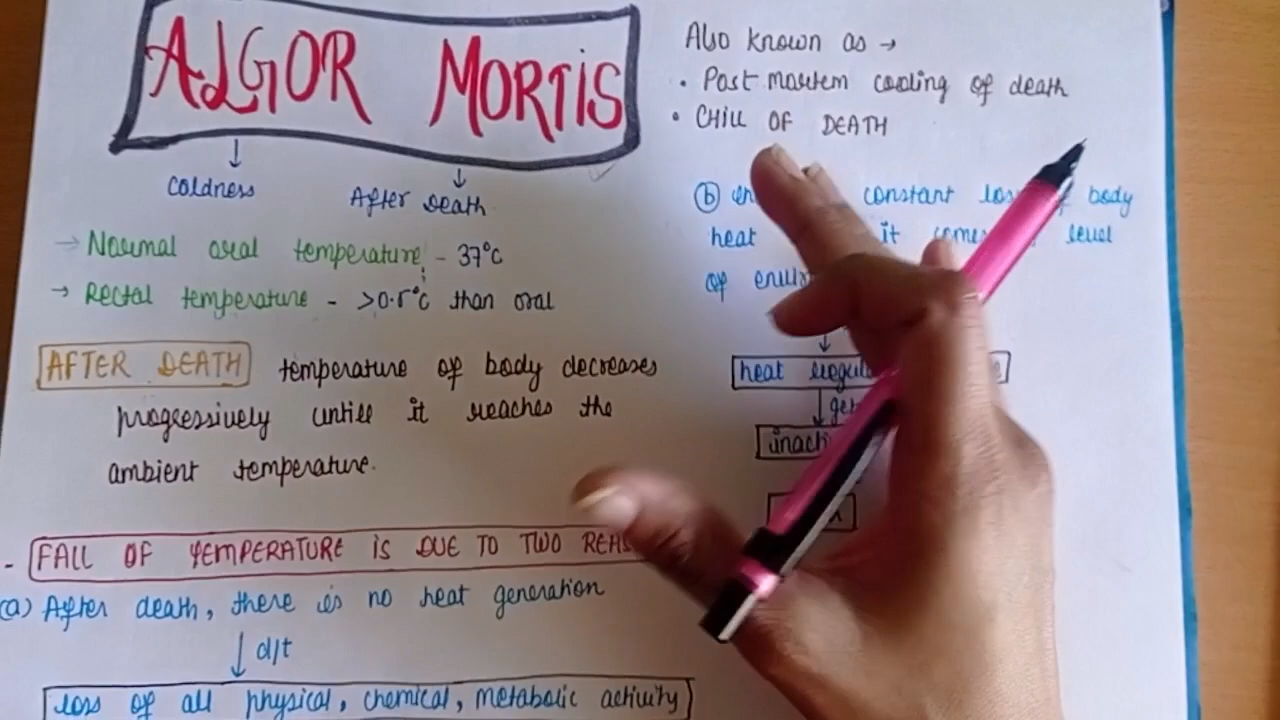 ALGOR MORTIS
Coldness
After Death
→ Normal oral temperature - 37°c
→ Rectal temperature - >0.5°c than oral
AFTER DEATH temperature of body decreases
progressively untill it reaches the
ambient temperature.
- FALL OF TEMPERATURE IS DUE TO TWO
(a) After death, there is no heat generation
d/t
loss of all physical, chemical, metabolic activity
Also known as →
• Post mortem cooling of death
• CHILL OF DEATH
(b) constant body
heat it level
of
heat